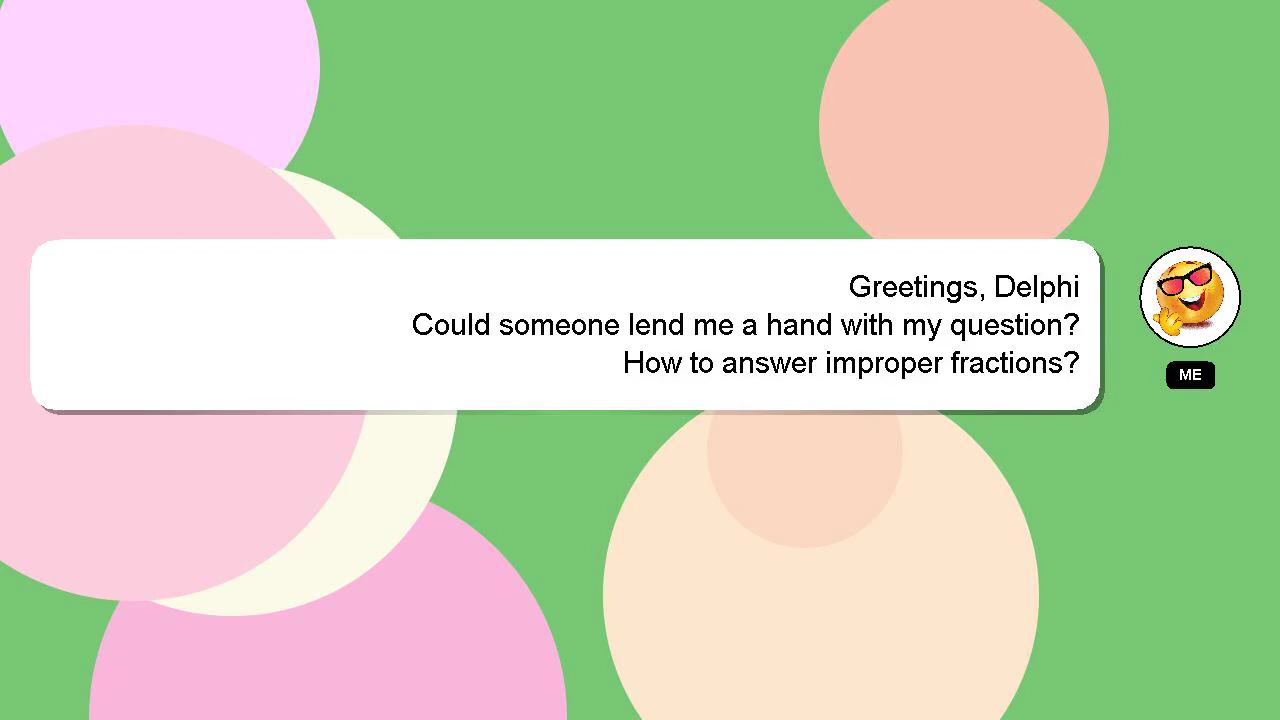 Greetings, Delphi
Could someone lend me a hand with my question?
How to answer improper fractions?
ME